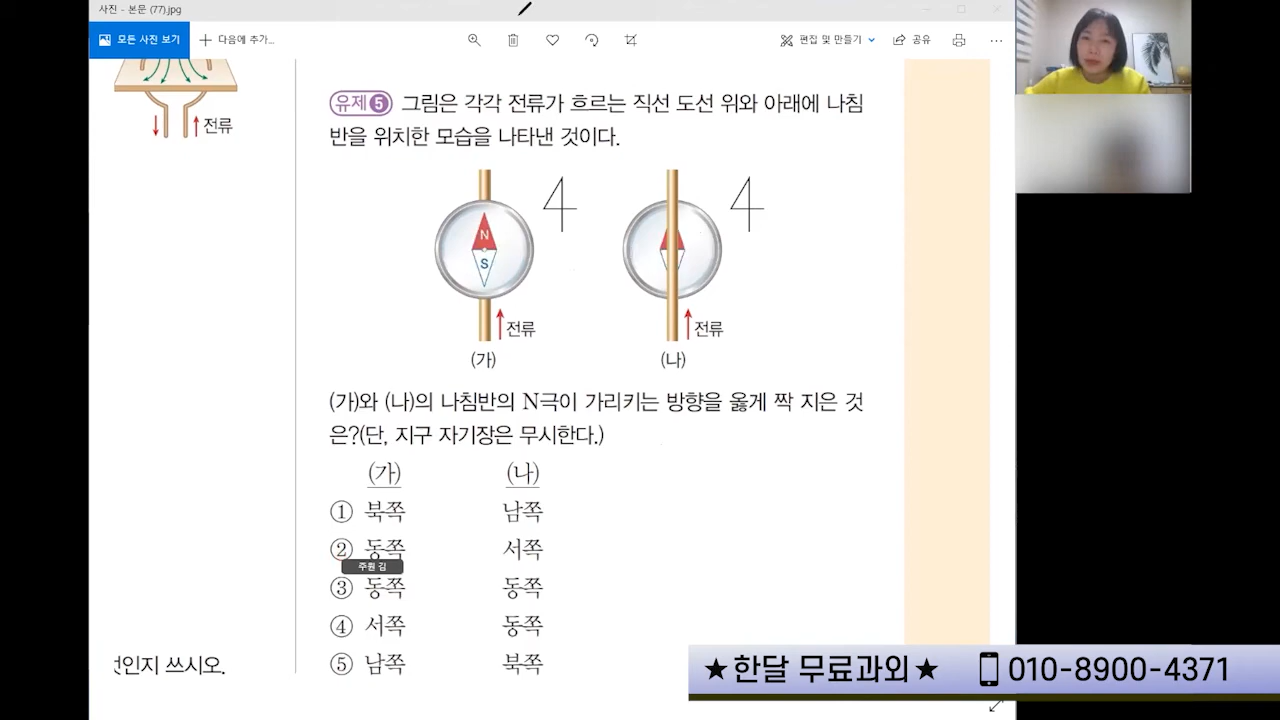 사진 - 본문 (77).jpg
모든 사진 보기
다음에 추가...
편집 및 만들기
공유
전류
유제 5 그림은 각각 전류가 흐르는 직선 도선 위와 아래에 나침
반을 위치한 모습을 나타낸 것이다.
4
4
N
S
전류
전류
(가)
(나)
(가)와 (나)의 나침반의 N극이 가리키는 방향을 옳게 짝 지은 것
은?(단, 지구 자기장은 무시한다.)
(가) (나)
① 북쪽 남쪽
② 동쪽 서쪽
주원 김
③ 동쪽 동쪽
④ 서쪽 동쪽
⑤ 남쪽 북쪽
인지 쓰시오.
★한달 무료과외★ 010-8900-4371